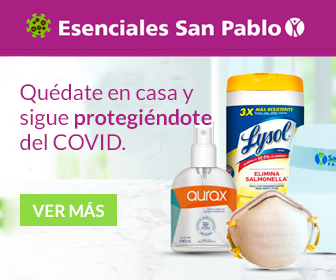 Esenciales San Pablo
Quédate en casa y
sigue protegiéndote
del COVID.
VER MÁS
aurax
3X MÁS RESISTENTE
Lysol
ELIMINA
SALMONELLA